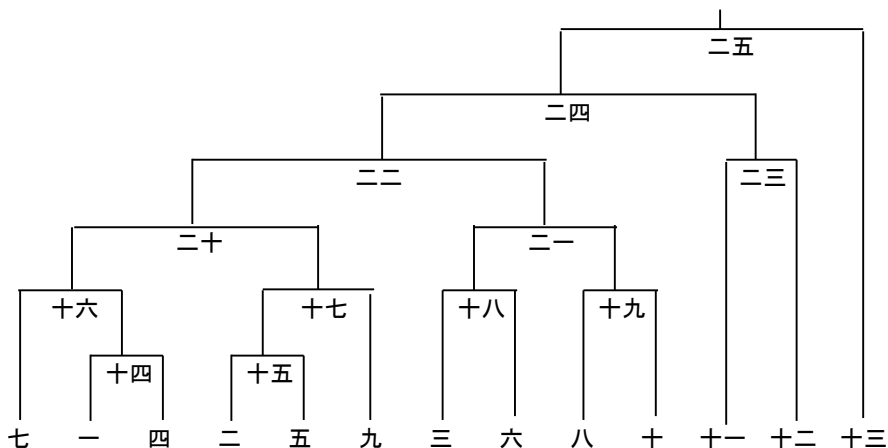 二五
二四
二二 二三
二十 二一
十六 十七 十八 十九
十四 十五
七 一 四 二 五 九 三 六 八 十 十一 十二 十三